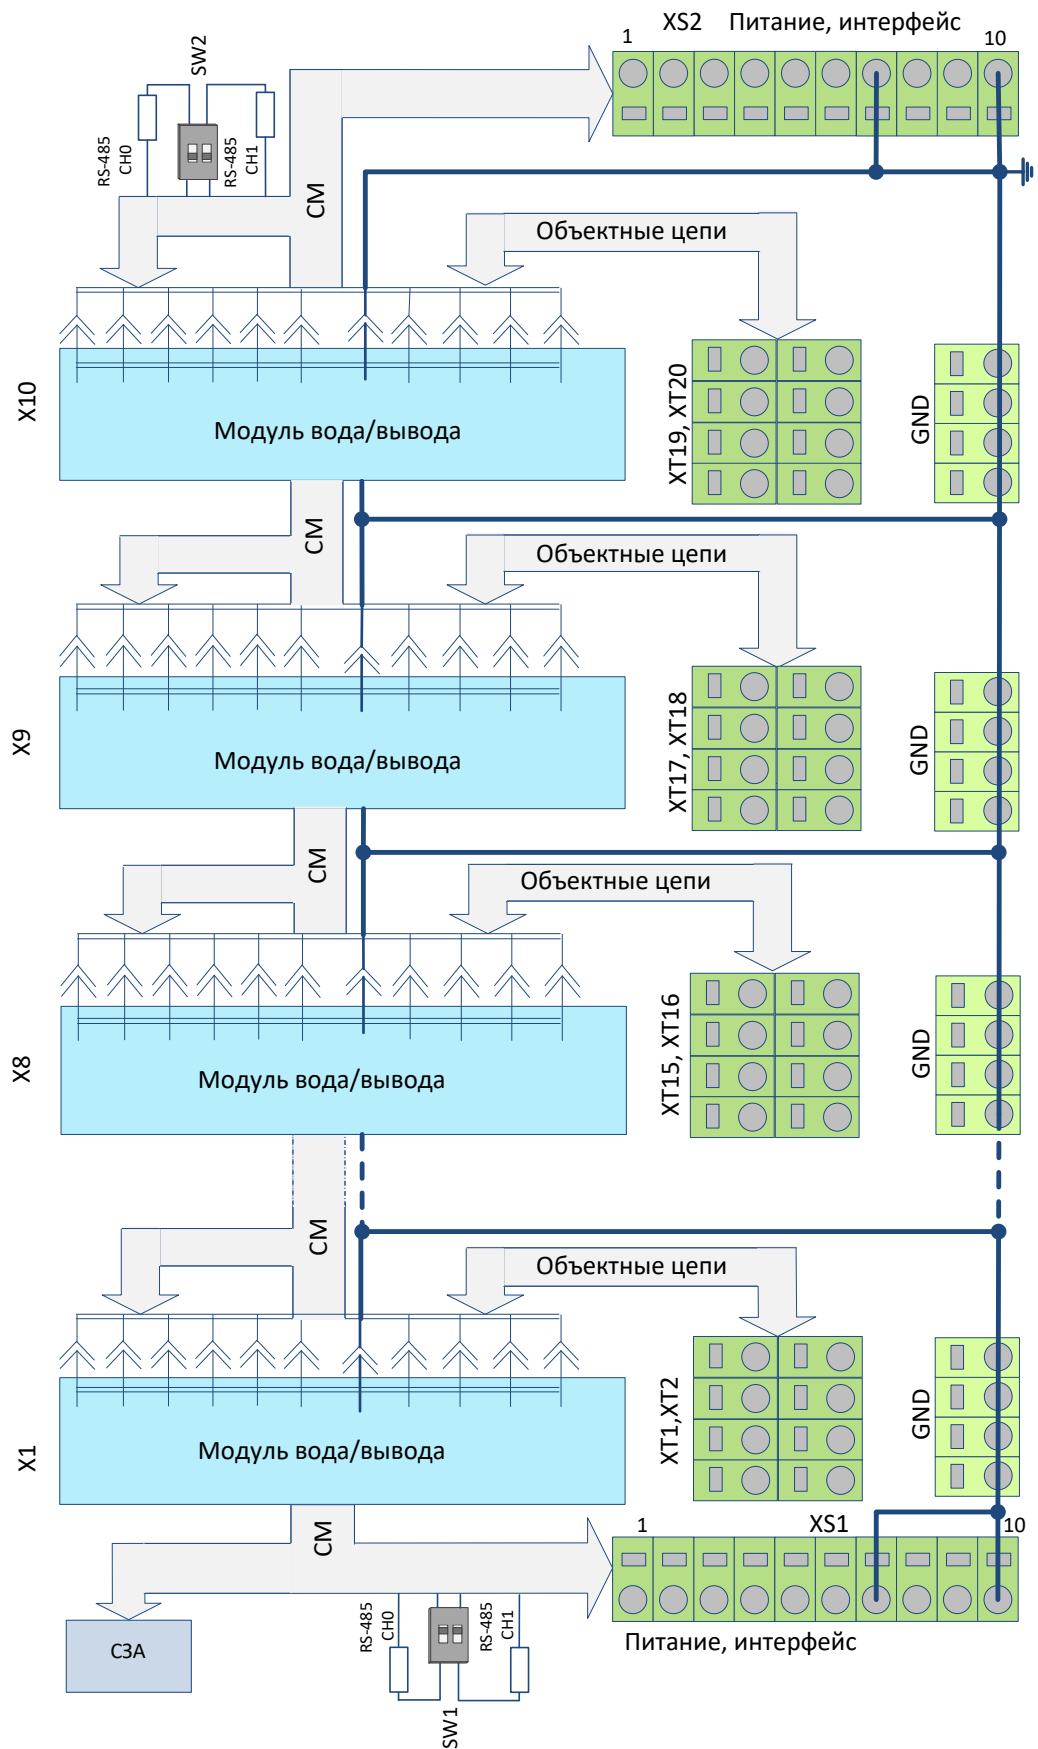 XS2 Питание, интерфейс
1
10
SW2
RS-485
CH0
RS-485
CH1
СМ
Объектные цепи
X10
Модуль вода/вывода
XT19, XT20
GND
СМ
Объектные цепи
X9
Модуль вода/вывода
XT17, XT18
GND
СМ
Объектные цепи
X8
Модуль вода/вывода
XT15, XT16
GND
СМ
Объектные цепи
X1
Модуль вода/вывода
XT1,XT2
GND
СМ
1
XS1
10
СЗА
RS-485
CH0
RS-485
CH1
SW1
Питание, интерфейс